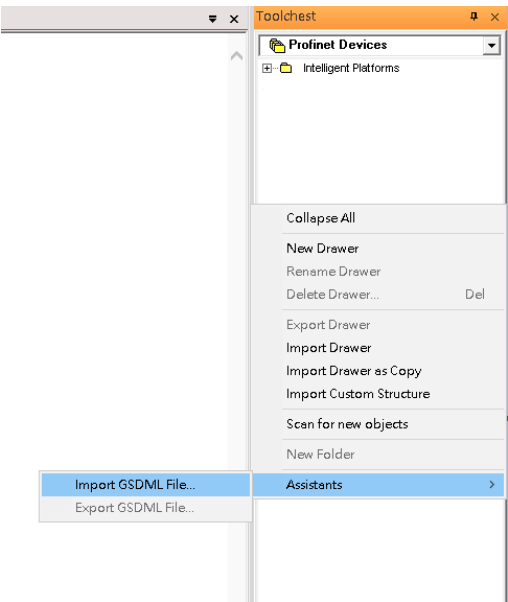 Toolchest
Profinet Devices
Intelligent Platforms
Collapse All
New Drawer
Rename Drawer
Delete Drawer... Del
Export Drawer
Import Drawer
Import Drawer as Copy
Import Custom Structure
Scan for new objects
New Folder
Assistants
Import GSDML File...
Export GSDML File...